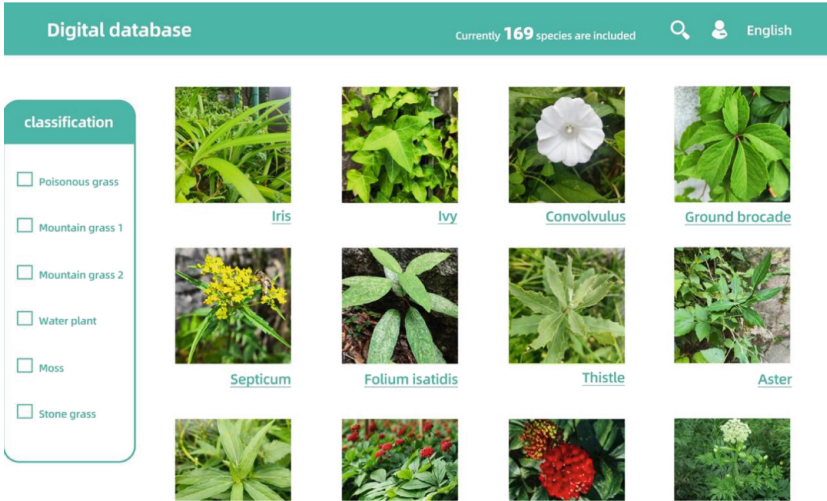 Digital database
Currently 169 species are included
English
classification
Poisonous grass
Mountain grass 1
Mountain grass 2
Water plant
Moss
Stone grass
Iris
Ivy
Convolvulus
Ground brocade
Septicum
Folium isatidis
Thistle
Aster